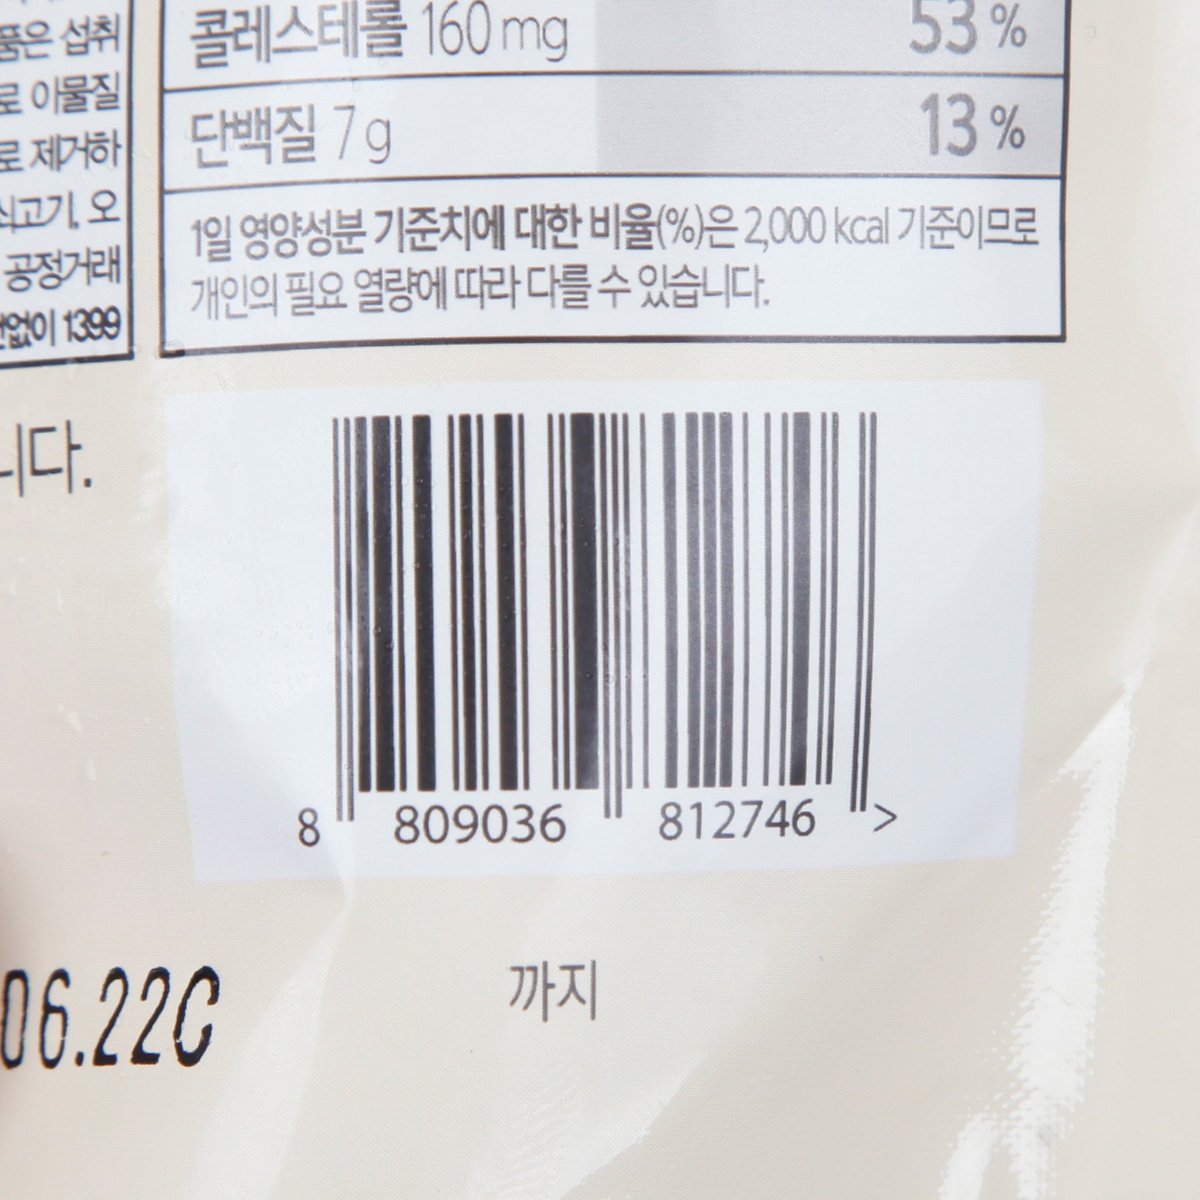 품은 섭취
로 이물질
로 제거하
쇠고기, 오
공정거래
없이 1399
니다.
콜레스테롤 160 mg 53 %
단백질 7 g 13 %
1일 영양성분 기준치에 대한 비율(%)은 2,000 kcal 기준이므로
개인의 필요 열량에 따라 다를 수 있습니다.
8 809036 812746 >
까지
06.22C